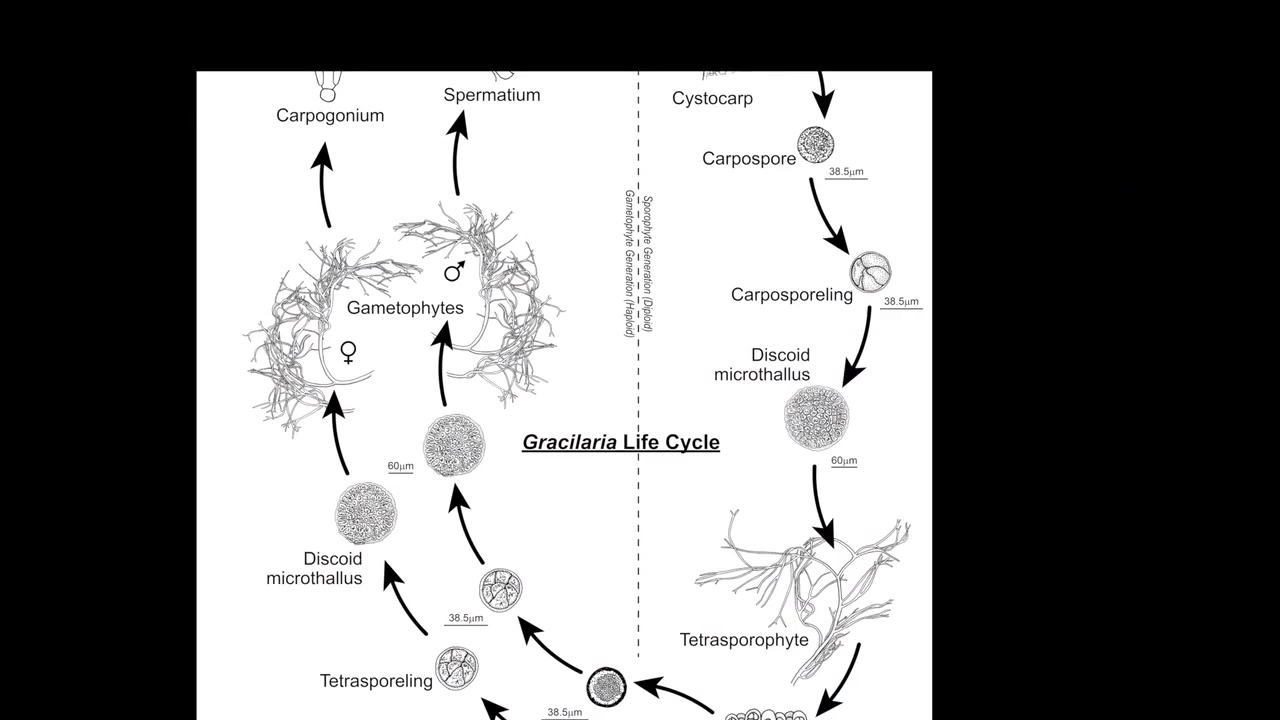 Spermatium
Cystocarp
Carpogonium
Carpospore
38.5μm
Gametophyte Generation (Haploid)
Sporophyte Generation (Diploid)
♂
Carposporeling
38.5μm
Gametophytes
♀
Discoid
microthallus
Gracilaria Life Cycle
60μm
60μm
Discoid
microthallus
38.5μm
Tetrasporophyte
Tetrasporeling
38.5μm